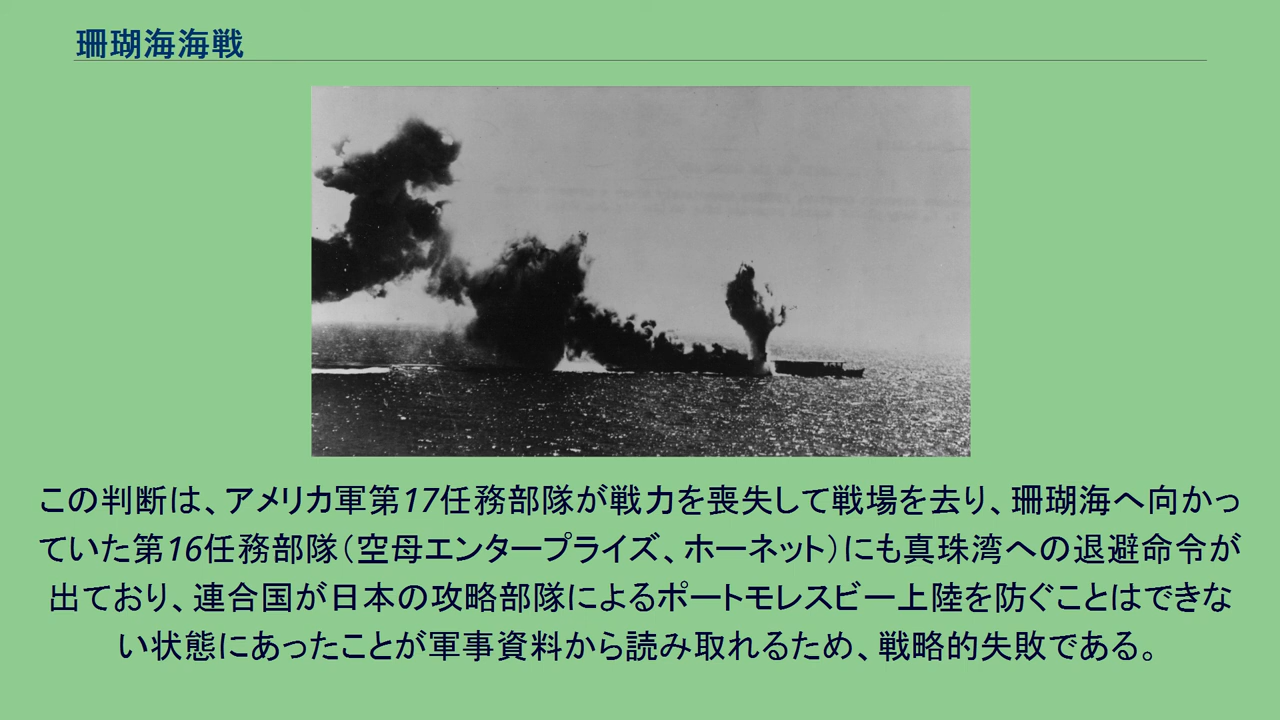 珊瑚海海戦
この判断は、アメリカ軍第17任務部隊が戦力を喪失して戦場を去り、珊瑚海へ向かっ
ていた第16任務部隊（空母エンタープライズ、ホーネット）にも真珠湾への退避命令が
出ており、連合国が日本の攻略部隊によるポートモレスビー上陸を防ぐことはできな
い状態にあったことが軍事資料から読み取れるため、戦略的失敗である。